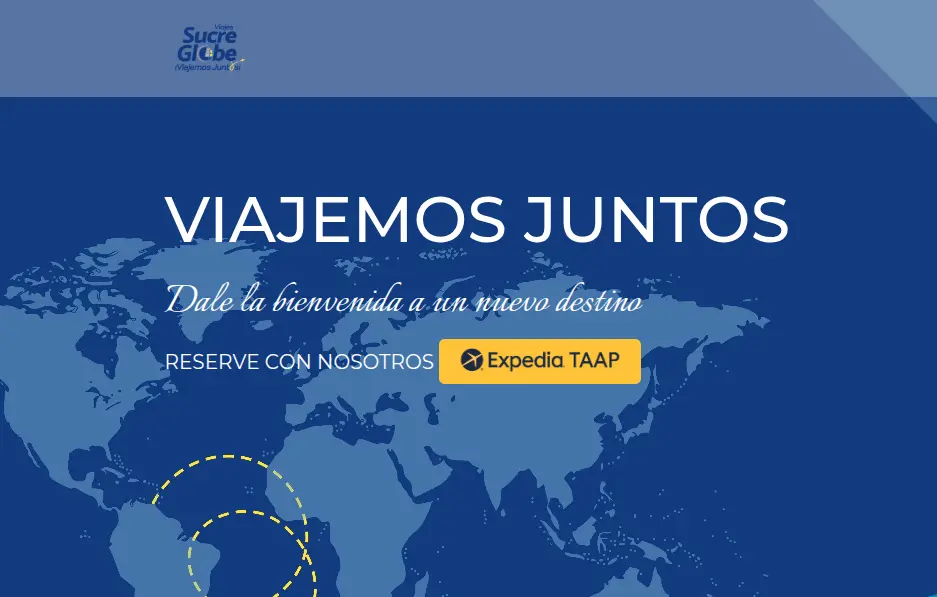 Viajes
Sucre
Globe
¡Viajemos Juntos!
VIAJEMOS JUNTOS
Dale la bienvenida a un nuevo destino
RESERVE CON NOSOTROS Expedia TAAP